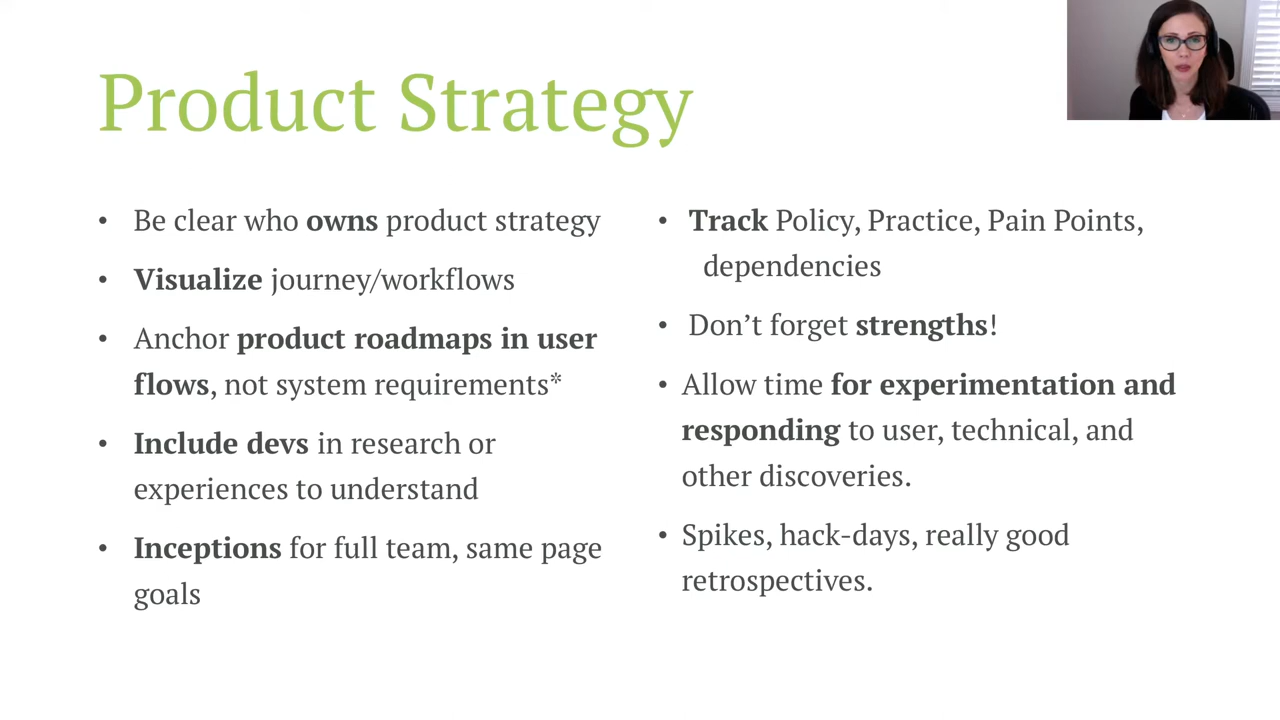 Product Strategy
• Be clear who owns product strategy
• Visualize journey/workflows
• Anchor product roadmaps in user
flows, not system requirements*
• Include devs in research or
experiences to understand
• Inceptions for full team, same page
goals
• Track Policy, Practice, Pain Points,
dependencies
• Don’t forget strengths!
• Allow time for experimentation and
responding to user, technical, and
other discoveries.
• Spikes, hack-days, really good
retrospectives.